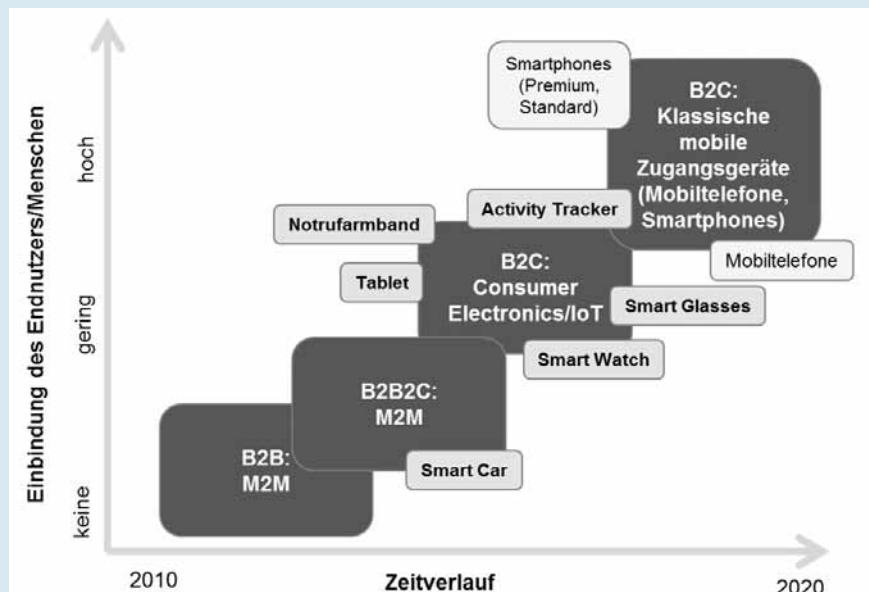 Einbindung des Endnutzers/Menschen
hoch
gering
keine
Smartphones
(Premium,
Standard)
B2C:
Klassische
mobile
Zugangsgeräte
(Mobiltelefone,
Smartphones)
Activity Tracker
Notrufarmband
Mobiltelefone
B2C:
Consumer
Electronics/IoT
Tablet
Smart Glasses
Smart Watch
B2B2C:
M2M
Smart Car
B2B:
M2M
2010
Zeitverlauf
2020